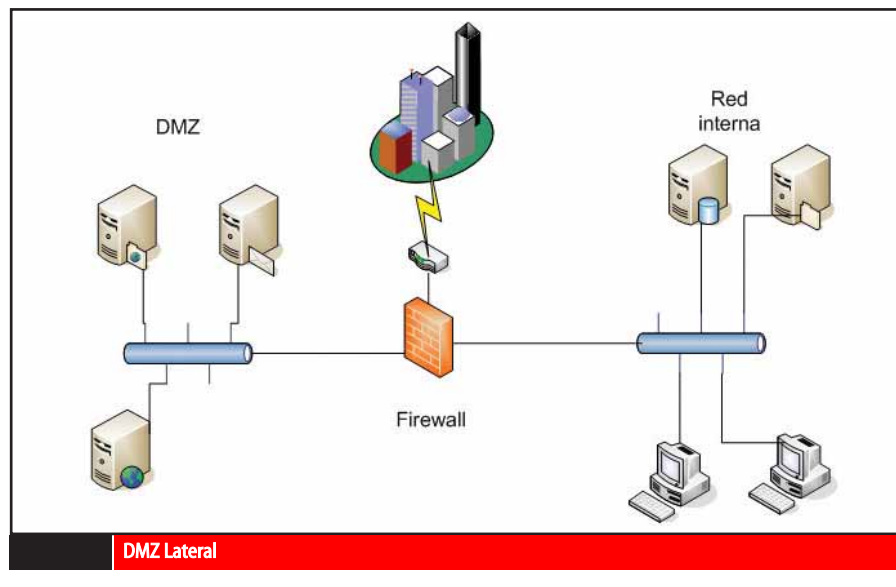 DMZ
Red
interna
Firewall
DMZ Lateral